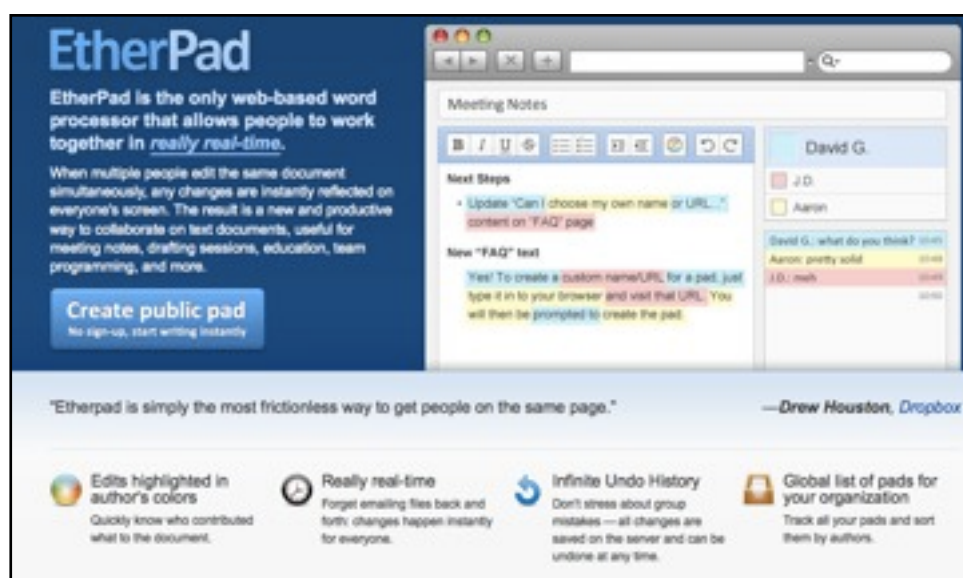 EtherPad
EtherPad is the only web-based word
processor that allows people to work
together in really real-time.
When multiple people edit the same document
simultaneously, any changes are instantly reflected on
everyone's screen. The result is a new and productive
way to collaborate on text documents, useful for
meeting notes, drafting sessions, education, team
programming, and more.
Create public pad
No sign-up, start writing instantly
Meeting Notes
B I U S
Next Steps
• Update "Can I choose my own name or URL..."
content on "FAQ" page
New "FAQ" text
Yes! To create a custom name/URL for a pad, just
type it in to your browser and visit that URL. You
will then be prompted to create the pad.
David G.
J.D.
Aaron
David G.: what do you think?
Aaron: pretty solid
J.D.: meh
"Etherpad is simply the most frictionless way to get people on the same page."
—Drew Houston, Dropbox
Edits highlighted in
author's colors
Quickly know who contributed
what to the document.
Really real-time
Forget emailing files back and
forth: changes happen instantly
for everyone.
Infinite Undo History
Don't stress about group
mistakes — all changes are
saved on the server and can be
undone at any time.
Global list of pads for
your organization
Track all your pads and sort
them by authors.